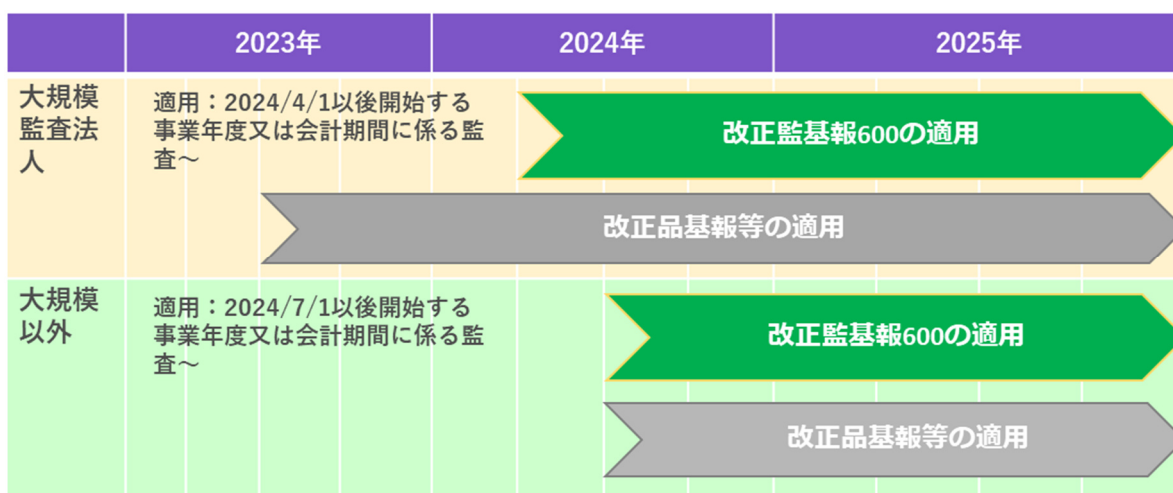 2023年
2024年
2025年
大規模
監査法
人
適用：2024/4/1以後開始する
事業年度又は会計期間に係る監
査～
改正監基報600の適用
改正品基報等の適用
大規模
以外
適用：2024/7/1以後開始する
事業年度又は会計期間に係る監
査～
改正監基報600の適用
改正品基報等の適用